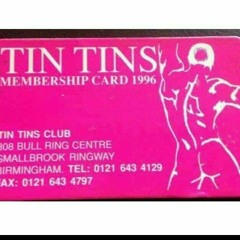 TIN TINS
MEMBERSHIP CARD 1996
TIN TINS CLUB
308 BULL RING CENTRE
SMALLBROOK RINGWAY
BIRMINGHAM. TEL: 0121 643 4129
FAX: 0121 643 4797